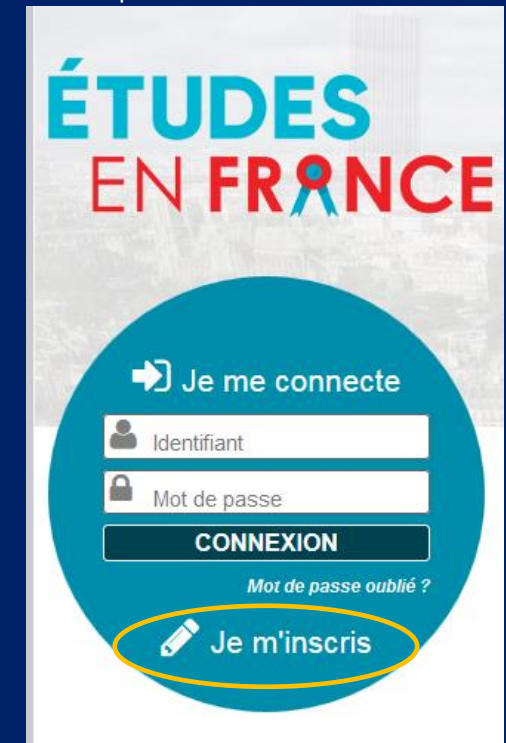 ÉTUDES
EN FRANCE
Je me connecte
Identifiant
Mot de passe
CONNEXION
Mot de passe oublié ?
Je m'inscris